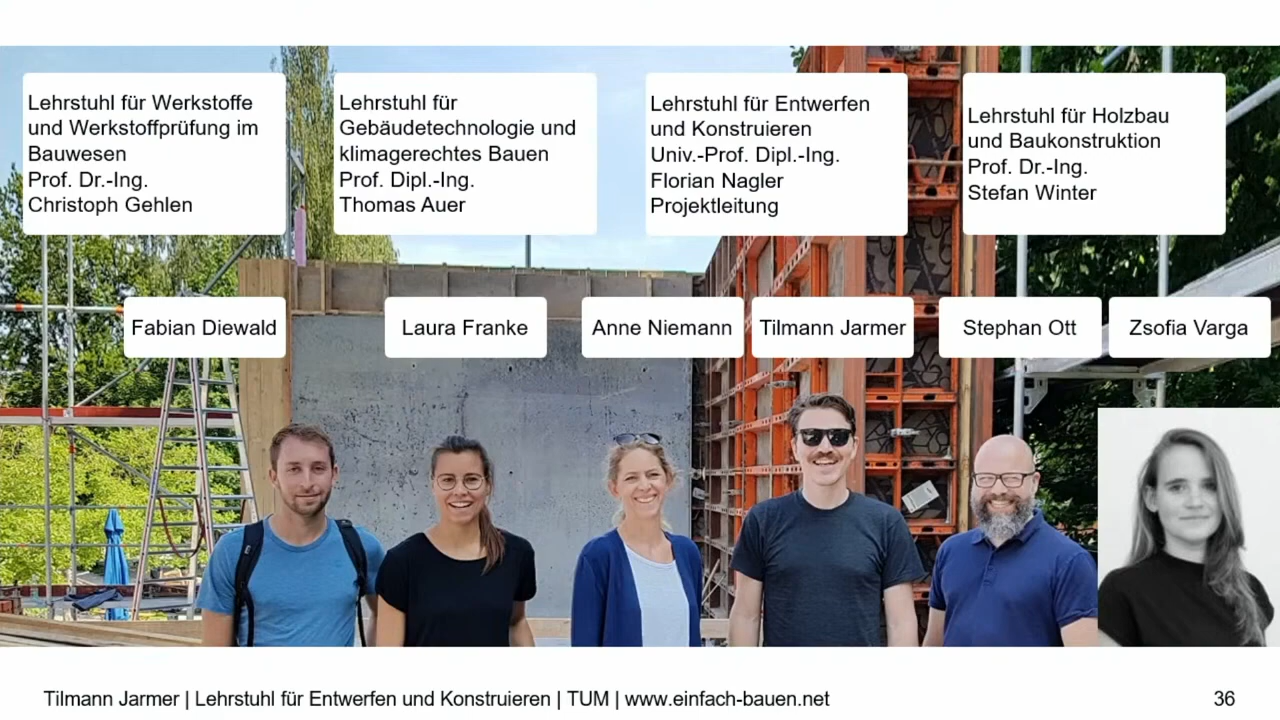 Lehrstuhl für Werkstoffe
und Werkstoffprüfung im
Bauwesen
Prof. Dr.-Ing.
Christoph Gehlen
Lehrstuhl für
Gebäudetechnologie und
klimagerechtes Bauen
Prof. Dipl.-Ing.
Thomas Auer
Lehrstuhl für Entwerfen
und Konstruieren
Univ.-Prof. Dipl.-Ing.
Florian Nagler
Projektleitung
Lehrstuhl für Holzbau
und Baukonstruktion
Prof. Dr.-Ing.
Stefan Winter
Fabian Diewald
Laura Franke
Anne Niemann
Tilmann Jarmer
Stephan Ott
Zsofia Varga
Tilmann Jarmer | Lehrstuhl für Entwerfen und Konstruieren | TUM | www.einfach-bauen.net
36